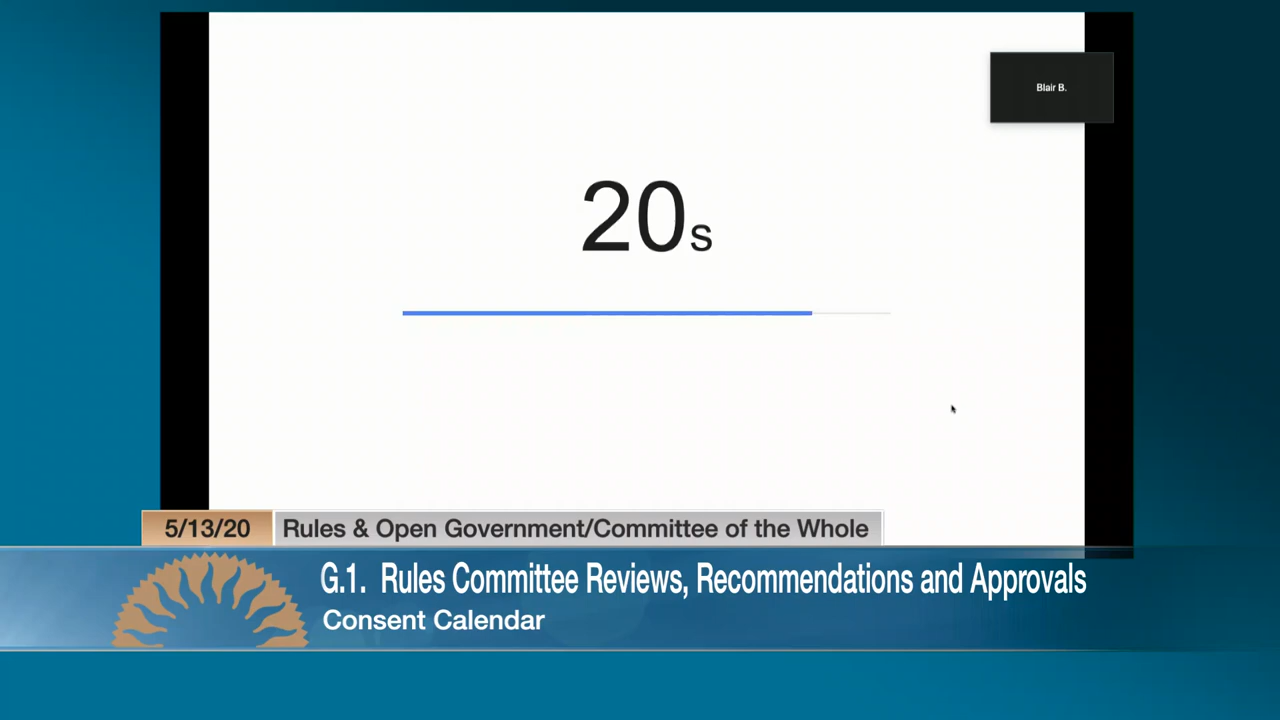 Blair B.
20s
5/13/20
Rules & Open Government/Committee of the Whole
G.1. Rules Committee Reviews, Recommendations and Approvals
Consent Calendar